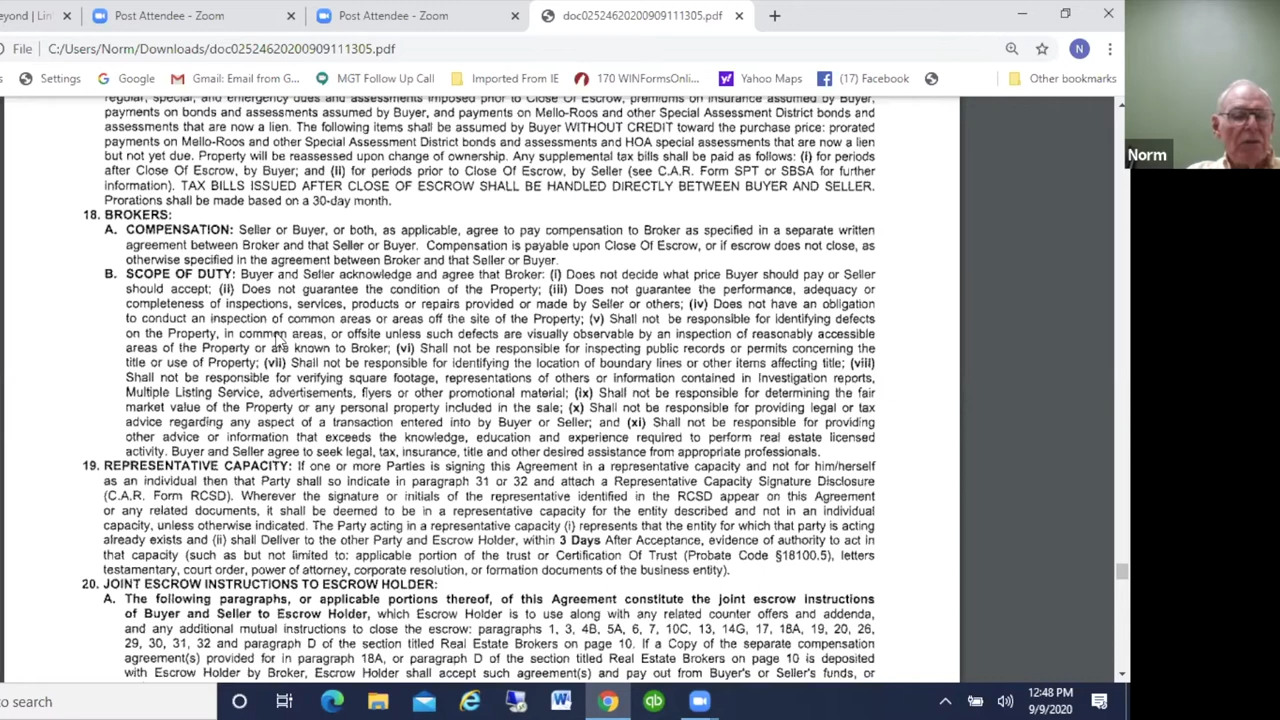 eyond | Lin
Post Attendee - Zoom
Post Attendee - Zoom
doc02524620200909111305.pdf
File
C:/Users/Norm/Downloads/doc02524620200909111305.pdf
N
Settings
Google
Gmail: Email from G...
MGT Follow Up Call
Imported From IE
170 WINFormsOnli...
Yahoo Maps
(17) Facebook
Other bookmarks
regular, special, and emergency dues and assessments imposed prior to Close Of Escrow, premiums on insurance assumed by Buyer,
payments on bonds and assessments assumed by Buyer, and payments on Mello-Roos and other Special Assessment District bonds and
assessments that are now a lien. The following items shall be assumed by Buyer WITHOUT CREDIT toward the purchase price: prorated
payments on Mello-Roos and other Special Assessment District bonds and assessments and HOA special assessments that are now a lien
but not yet due. Property will be reassessed upon change of ownership. Any supplemental tax bills shall be paid as follows: (i) for periods
after Close Of Escrow, by Buyer; and (ii) for periods prior to Close Of Escrow, by Seller (see C.A.R. Form SPT or SBSA for further
information). TAX BILLS ISSUED AFTER CLOSE OF ESCROW SHALL BE HANDLED DIRECTLY BETWEEN BUYER AND SELLER.
Prorations shall be made based on a 30-day month.
18. BROKERS:
A. COMPENSATION: Seller or Buyer, or both, as applicable, agree to pay compensation to Broker as specified in a separate written
agreement between Broker and that Seller or Buyer. Compensation is payable upon Close Of Escrow, or if escrow does not close, as
otherwise specified in the agreement between Broker and that Seller or Buyer.
B. SCOPE OF DUTY: Buyer and Seller acknowledge and agree that Broker: (i) Does not decide what price Buyer should pay or Seller
should accept; (ii) Does not guarantee the condition of the Property; (iii) Does not guarantee the performance, adequacy or
completeness of inspections, services, products or repairs provided or made by Seller or others; (iv) Does not have an obligation
to conduct an inspection of common areas or areas off the site of the Property; (v) Shall not be responsible for identifying defects
on the Property, in common areas, or offsite unless such defects are visually observable by an inspection of reasonably accessible
areas of the Property or are known to Broker; (vi) Shall not be responsible for inspecting public records or permits concerning the
title or use of Property; (vii) Shall not be responsible for identifying the location of boundary lines or other items affecting title; (viii)
Shall not be responsible for verifying square footage, representations of others or information contained in Investigation reports,
Multiple Listing Service, advertisements, flyers or other promotional material; (ix) Shall not be responsible for determining the fair
market value of the Property or any personal property included in the sale; (x) Shall not be responsible for providing legal or tax
advice regarding any aspect of a transaction entered into by Buyer or Seller; and (xi) Shall not be responsible for providing
other advice or information that exceeds the knowledge, education and experience required to perform real estate licensed
activity. Buyer and Seller agree to seek legal, tax, insurance, title and other desired assistance from appropriate professionals.
19. REPRESENTATIVE CAPACITY: If one or more Parties is signing this Agreement in a representative capacity and not for him/herself
as an individual then that Party shall so indicate in paragraph 31 or 32 and attach a Representative Capacity Signature Disclosure
(C.A.R. Form RCSD). Wherever the signature or initials of the representative identified in the RCSD appear on this Agreement
or any related documents, it shall be deemed to be in a representative capacity for the entity described and not in an individual
capacity, unless otherwise indicated. The Party acting in a representative capacity (i) represents that the entity for which that party is acting
already exists and (ii) shall Deliver to the other Party and Escrow Holder, within 3 Days After Acceptance, evidence of authority to act in
that capacity (such as but not limited to: applicable portion of the trust or Certification Of Trust (Probate Code §18100.5), letters
testamentary, court order, power of attorney, corporate resolution, or formation documents of the business entity).
20. JOINT ESCROW INSTRUCTIONS TO ESCROW HOLDER:
A. The following paragraphs, or applicable portions thereof, of this Agreement constitute the joint escrow instructions
of Buyer and Seller to Escrow Holder, which Escrow Holder is to use along with any related counter offers and addenda,
and any additional mutual instructions to close the escrow: paragraphs 1, 3, 4B, 5A, 6, 7, 10C, 13, 14G, 17, 18A, 19, 20, 26,
29, 30, 31, 32 and paragraph D of the section titled Real Estate Brokers on page 10. If a Copy of the separate compensation
agreement(s) provided for in paragraph 18A, or paragraph D of the section titled Real Estate Brokers on page 10 is deposited
with Escrow Holder by Broker, Escrow Holder shall accept such agreement(s) and pay out from Buyer's or Seller's funds, or
Norm
to search
12:48 PM
9/9/2020